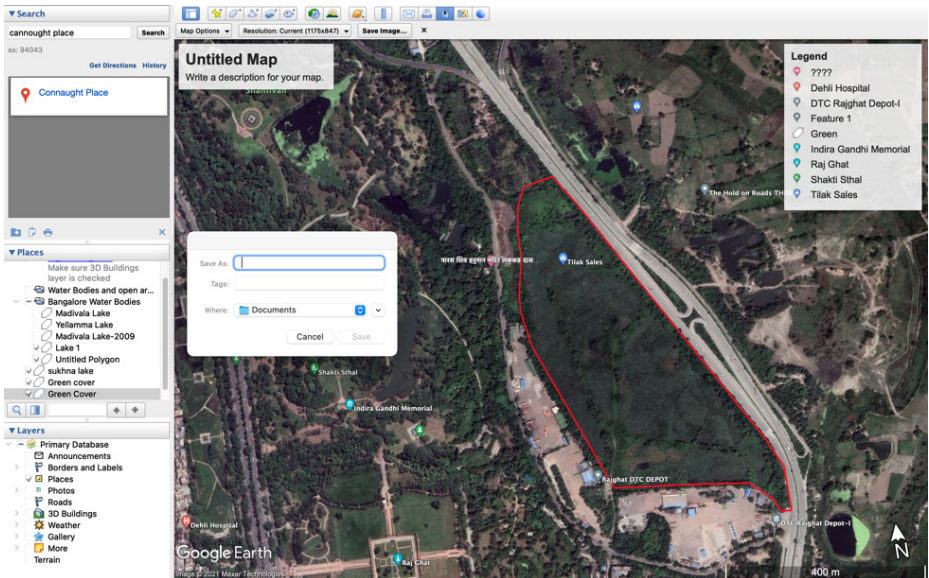 Search
cannought place
Search
ex: 94043
Get Directions History
Connaught Place
Places
Make sure 3D Buildings
layer is checked
Water Bodies and open ar...
Bangalore Water Bodies
Madivala Lake
Yellamma Lake
Madivala Lake-2009
Lake 1
Untitled Polygon
sukhna lake
Green cover
Green Cover
Layers
Primary Database
Announcements
Borders and Labels
Places
Photos
Roads
3D Buildings
Weather
Gallery
More
Terrain
Map Options
Resolution: Current (1175x847)
Save Image...
Untitled Map
Write a description for your map.
Shantivan
Legend
????
Dehli Hospital
DTC Rajghat Depot-I
Feature 1
Green
Indira Gandhi Memorial
Raj Ghat
Shakti Sthal
Tilak Sales
The Hold on Roads TH
Save As:
Tags:
Where: Documents
Cancel Save
पारस शिव हनुमान मंदिर लक्कड़ दास ...
Tilak Sales
Shakti Sthal
Indira Gandhi Memorial
Rajghat DTC DEPOT
DTC Rajghat Depot-I
Dehli Hospital
Raj Ghat
Google Earth
Image © 2021 Maxar Technologies
N
400 m